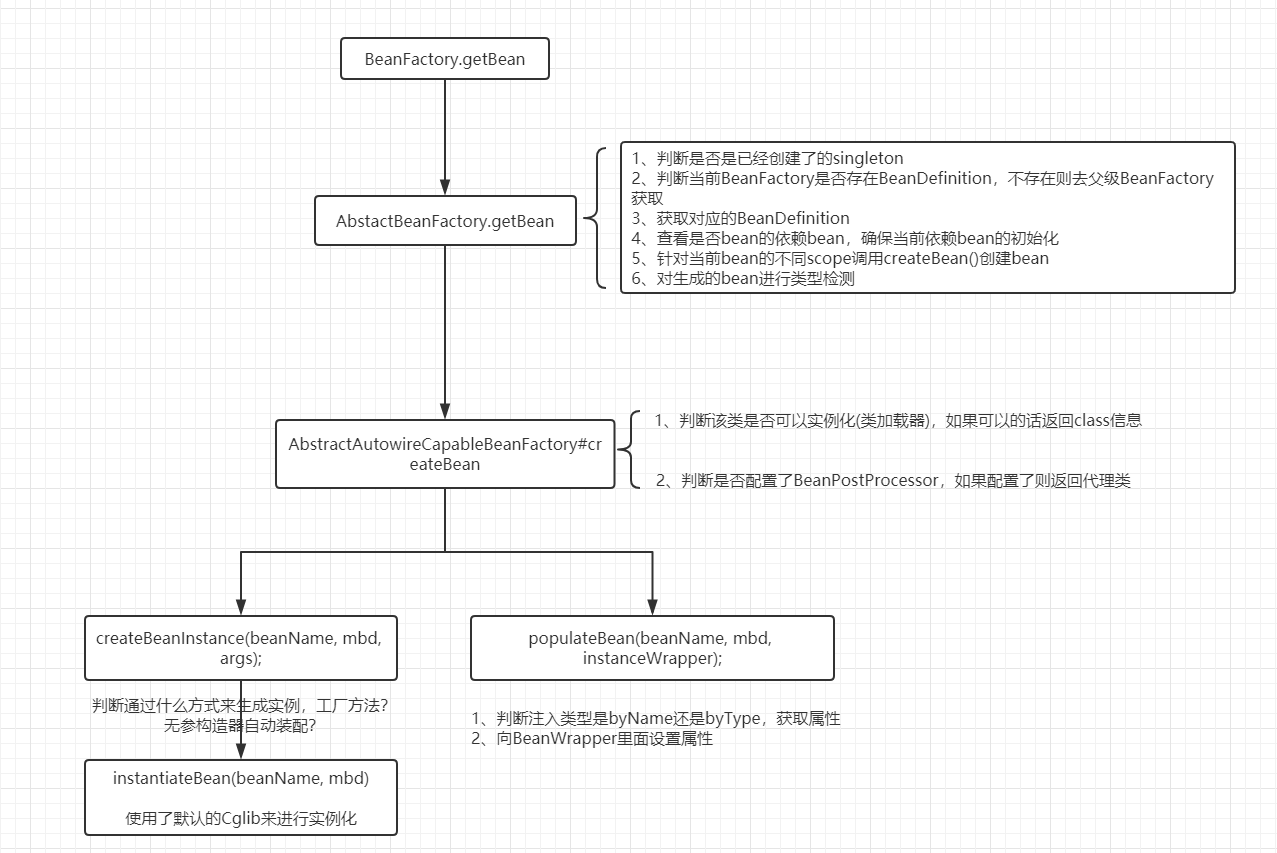 BeanFactory.getBean
1、判断是否是已经创建了的singleton
2、判断当前BeanFactory是否存在BeanDefinition，不存在则去父级BeanFactory
获取
3、获取对应的BeanDefinition
4、查看是否bean的依赖bean，确保当前依赖bean的初始化
5、针对当前bean的不同scope调用createBean()创建bean
6、对生成的bean进行类型检测
AbstactBeanFactory.getBean
AbstractAutowireCapableBeanFactory#cr
eateBean
1、判断该类是否可以实例化(类加载器)，如果可以的话返回class信息
2、判断是否配置了BeanPostProcessor，如果配置了则返回代理类
createBeanInstance(beanName, mbd,
args);
判断通过什么方式来生成实例，工厂方法？
无参构造器自动装配？
instantiateBean(beanName, mbd)
使用了默认的Cglib来进行实例化
populateBean(beanName, mbd,
instanceWrapper);
1、判断注入类型是byName还是byType，获取属性
2、向BeanWrapper里面设置属性